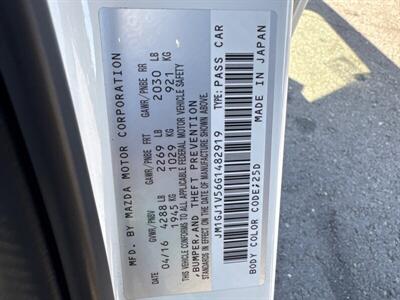 MFD. BY MAZDA MOTOR CORPORATION
DATE GVWR/PNBV GAWR/PNBE FRT GAWR/PNBE RR
04/16 4288 LB 2269 LB 2030 LB
1945 KG 1029 KG 921 KG
THIS VEHICLE CONFORMS TO ALL APPLICABLE FEDERAL MOTOR VEHICLE SAFETY
, BUMPER, AND THEFT PREVENTION
STANDARDS IN EFFECT ON THE DATE OF MANUFACTURE SHOWN ABOVE.
JM1GJ1V56G1482919 TYPE: PASS CAR
BODY COLOR CODE:25D MADE IN JAPAN